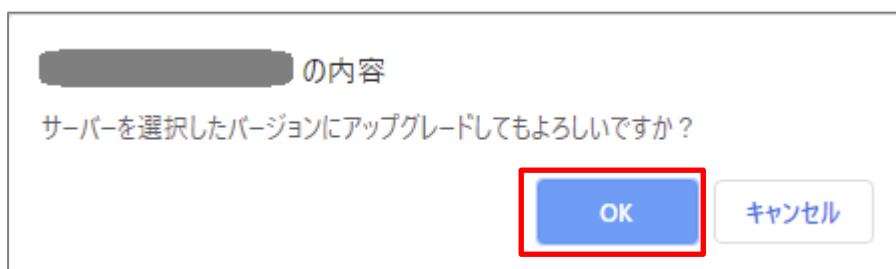 の内容
サーバーを選択したバージョンにアップグレードしてもよろしいですか？
OK キャンセル